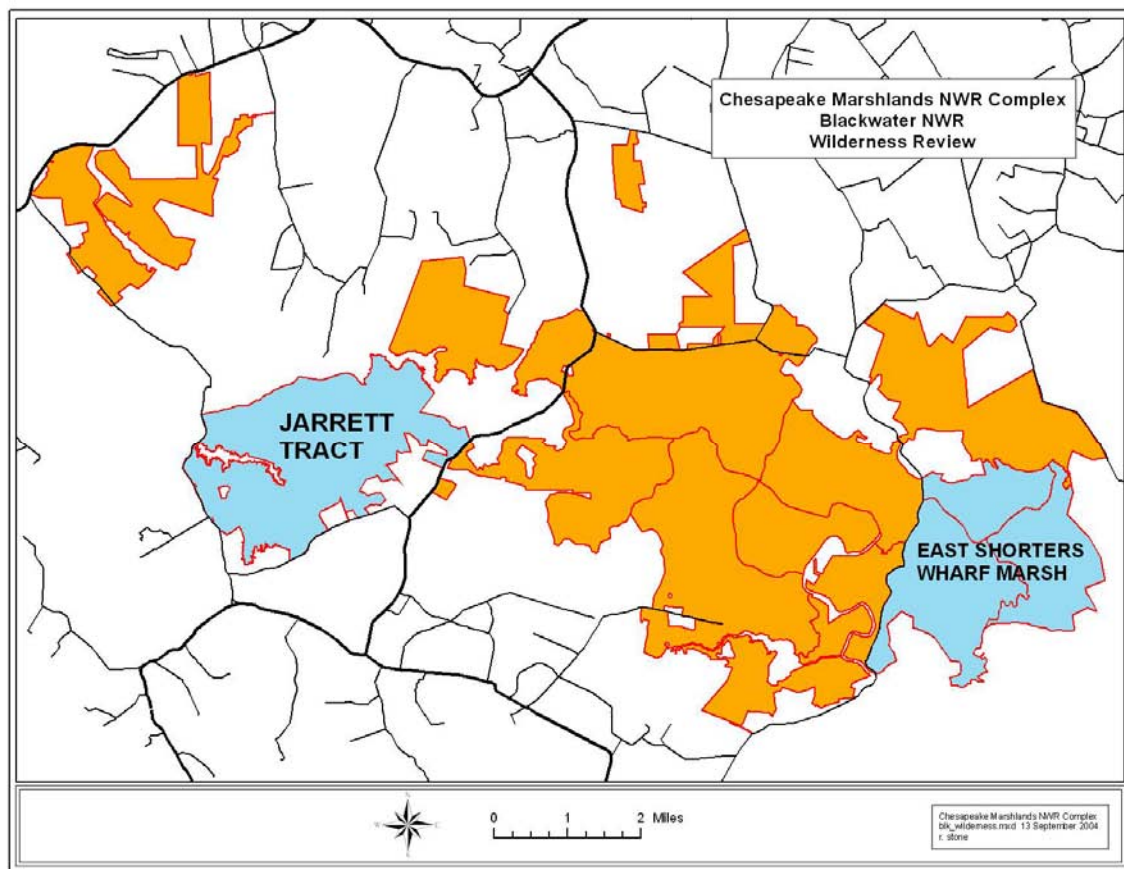 Chesapeake Marshlands NWR Complex
Blackwater NWR
Wilderness Review
JARRETT
TRACT
EAST SHORTERS
WHARF MARSH
N
W
E
S
0 1 2 Miles
Chesapeake Marshlands NWR Complex
blk_wilderness.mxd 13 September 2004
r. stone